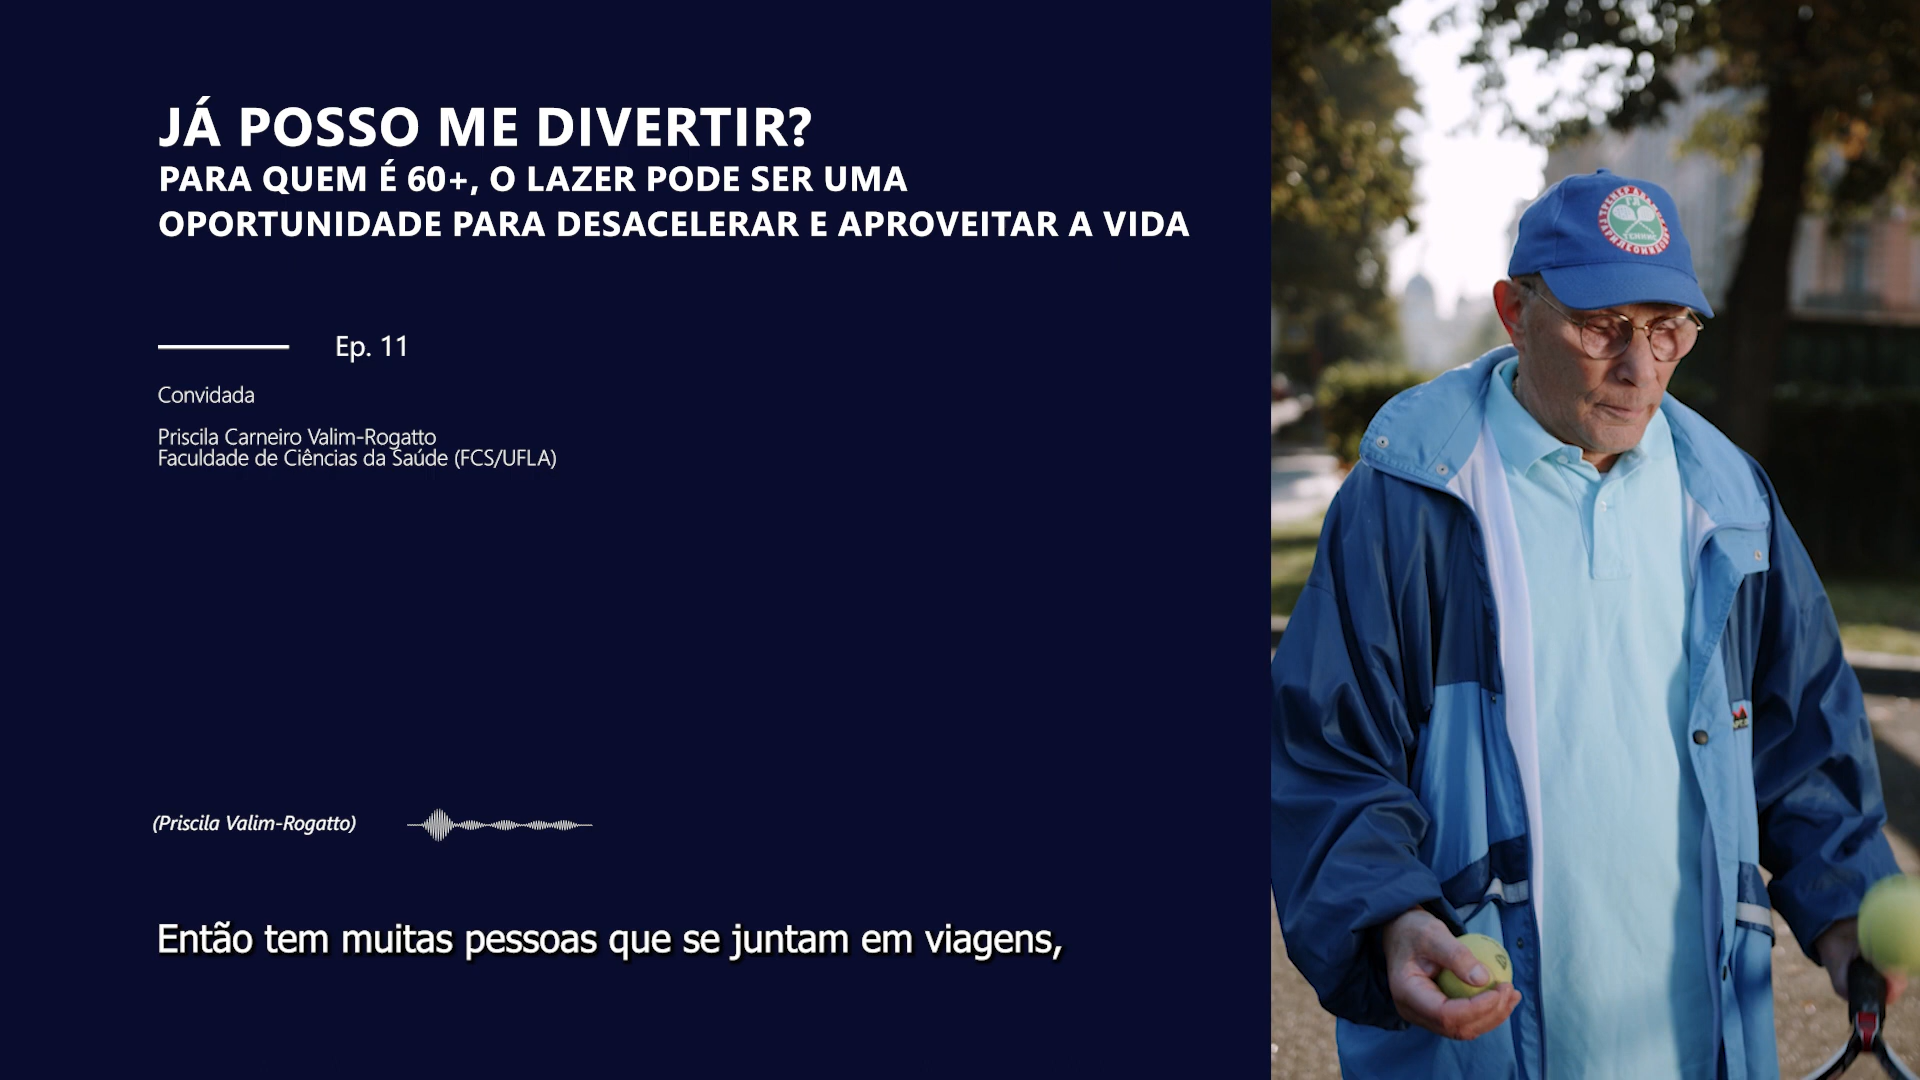 JÁ POSSO ME DIVERTIR?
PARA QUEM É 60+, O LAZER PODE SER UMA
OPORTUNIDADE PARA DESACELERAR E APROVEITAR A VIDA
Ep. 11
Convidada
Priscila Carneiro Valim-Rogatto
Faculdade de Ciências da Saúde (FCS/UFLA)
(Priscila Valim-Rogatto)
Então tem muitas pessoas que se juntam em viagens,